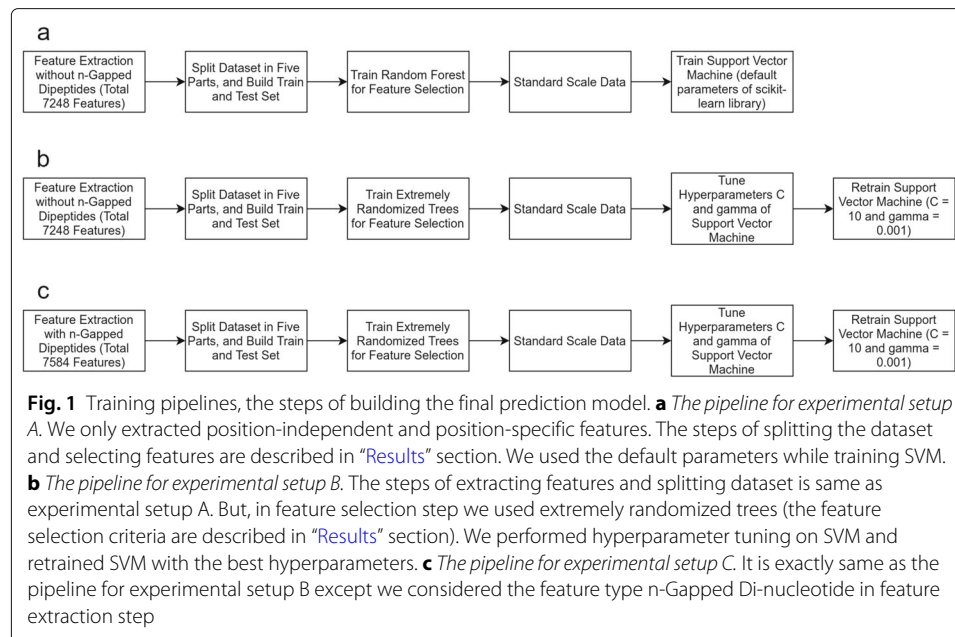 a
Feature Extraction
without n-Gapped
Dipeptides (Total
7248 Features)
Split Dataset in Five
Parts, and Build Train
and Test Set
Train Random Forest
for Feature Selection
Standard Scale Data
Train Support Vector
Machine (default
parameters of scikit-
learn library)
b
Feature Extraction
without n-Gapped
Dipeptides (Total
7248 Features)
Split Dataset in Five
Parts, and Build Train
and Test Set
Train Extremely
Randomized Trees
for Feature Selection
Standard Scale Data
Tune
Hyperparameters C
and gamma of
Support Vector
Machine
Retrain Support
Vector Machine (C =
10 and gamma =
0.001)
c
Feature Extraction
with n-Gapped
Dipeptides (Total
7584 Features)
Split Dataset in Five
Parts, and Build Train
and Test Set
Train Extremely
Randomized Trees
for Feature Selection
Standard Scale Data
Tune
Hyperparameters C
and gamma of
Support Vector
Machine
Retrain Support
Vector Machine (C =
10 and gamma =
0.001)
Fig. 1 Training pipelines, the steps of building the final prediction model. a The pipeline for experimental setup
A. We only extracted position-independent and position-specific features. The steps of splitting the dataset
and selecting features are described in “Results” section. We used the default parameters while training SVM.
b The pipeline for experimental setup B. The steps of extracting features and splitting dataset is same as
experimental setup A. But, in feature selection step we used extremely randomized trees (the feature
selection criteria are described in “Results” section). We performed hyperparameter tuning on SVM and
retrained SVM with the best hyperparameters. c The pipeline for experimental setup C. It is exactly same as the
pipeline for experimental setup B except we considered the feature type n-Gapped Di-nucleotide in feature
extraction step